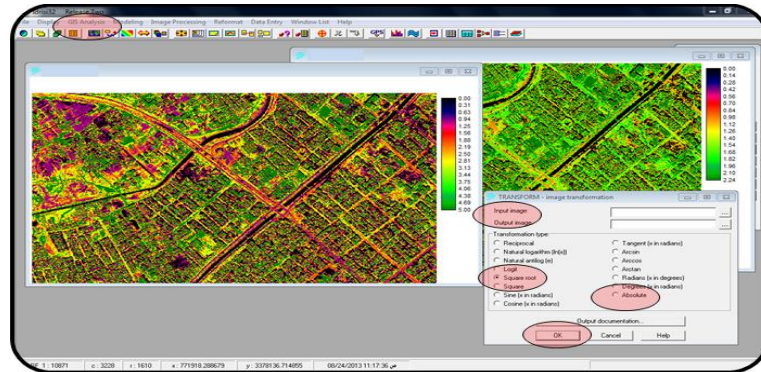 Release Two
File Display GIS Analysis Modeling Image Processing Reformat Data Entry Window List Help
0.00
0.31
0.63
0.94
1.25
1.56
1.88
2.19
2.50
2.81
3.13
3.44
3.75
4.06
4.38
4.69
5.00
0.00
0.14
0.28
0.42
0.56
0.70
0.84
0.98
1.12
1.26
1.40
1.54
1.68
1.82
1.96
2.10
2.24
TRANSFORM - image transformation
Input image:
Output image:
Transformation type:
Reciprocal
Natural logarithm (ln(x))
Natural antilog (e)
Logit
Square root
Square
Sine (x in radians)
Cosine (x in radians)
Tangent (x in radians)
Arcsin
Arccos
Arctan
Radians (x in degrees)
Degrees (x in radians)
Absolute
Output documentation...
OK Cancel Help
RF 1 : 10871 c : 3228 r : 1610 x : 771918.288679 y : 3378136.714855 08/24/2013 11:17:36 ص